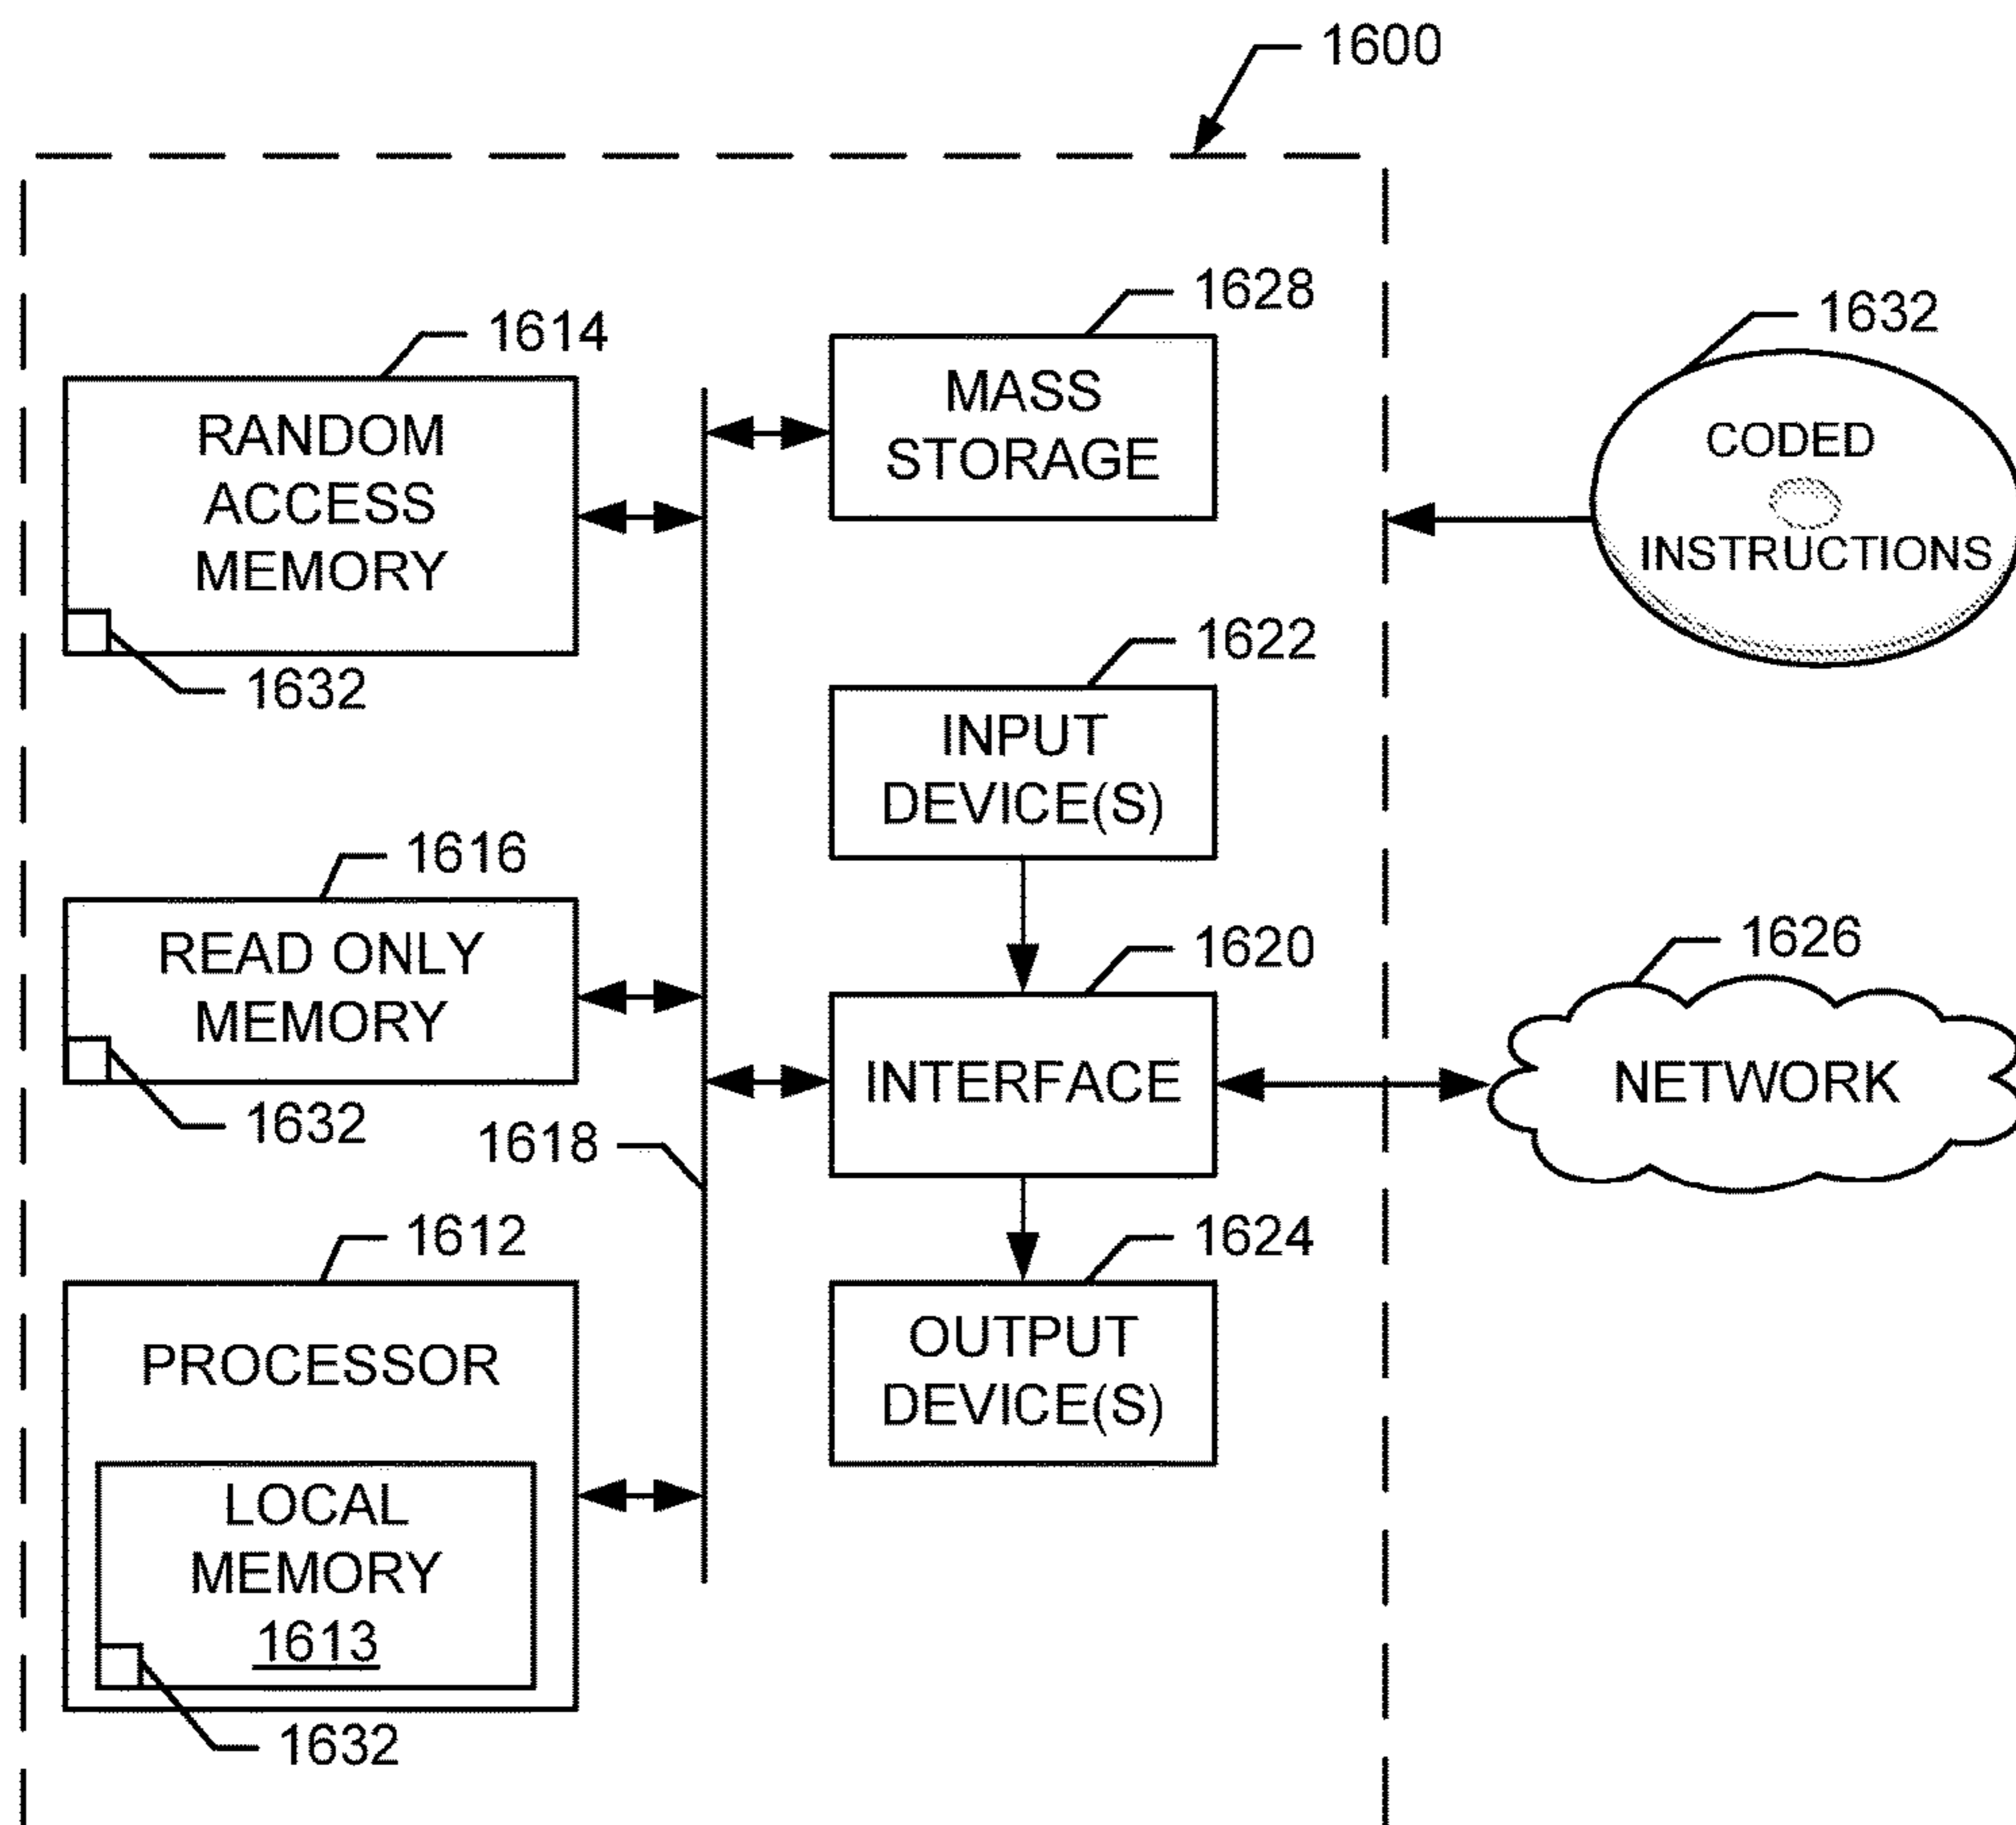 1600
1628
1614
MASS
STORAGE
RANDOM
ACCESS
MEMORY
1632
1632
CODED
INSTRUCTIONS
1622
INPUT
DEVICE(S)
1616
READ ONLY
MEMORY
1632
1620
INTERFACE
1626
NETWORK
1618
1612
PROCESSOR
LOCAL
MEMORY
1613
1632
1624
OUTPUT
DEVICE(S)